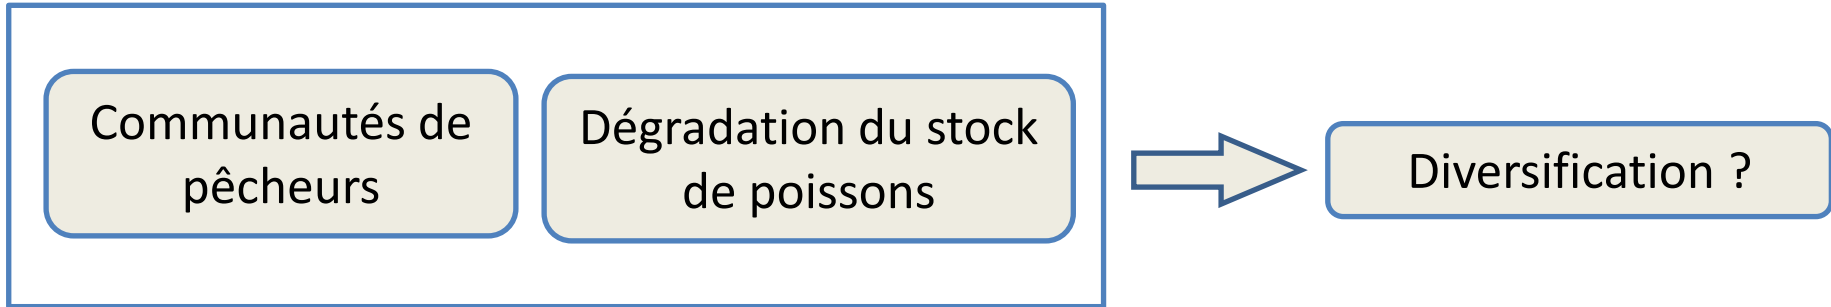 Communautés de
pêcheurs
Dégradation du stock
de poissons
Diversification ?